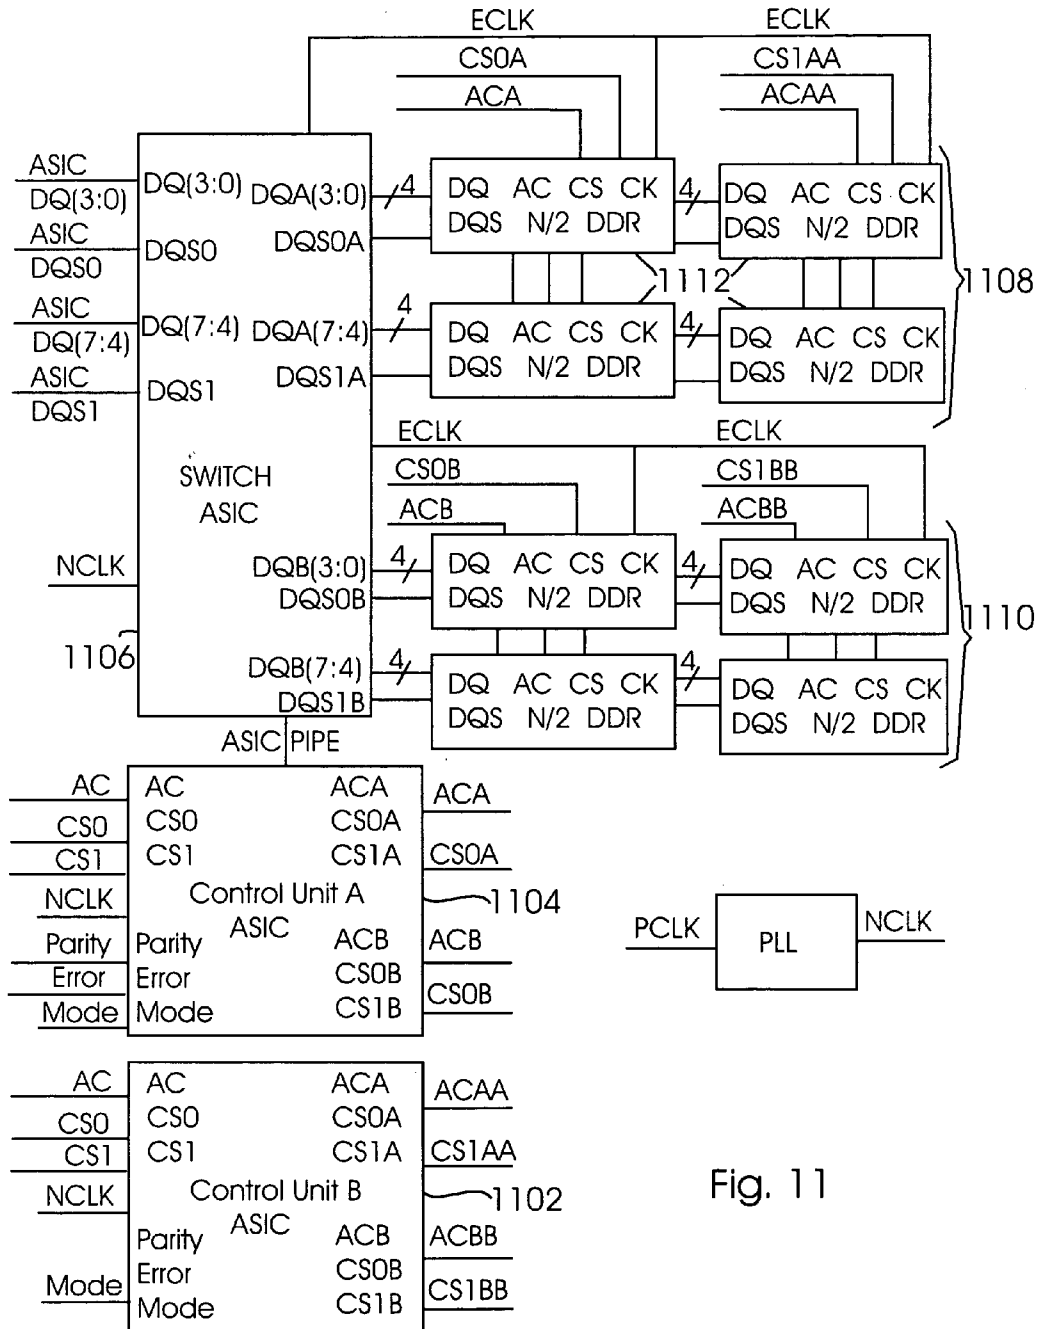 ECLK
ECLK
CS0A
CS1AA
ACA
ACAA
ASIC
DQ(3:0)
ASIC
DQS0
ASIC
DQ(7:4)
ASIC
DQS1
DQ(3:0)
DQA(3:0)
DQS0
DQS0A
DQ(7:4)
DQA(7:4)
DQS1
DQS1A
SWITCH
ASIC
NCLK
1106
DQB(3:0)
DQS0B
DQB(7:4)
DQS1B
4
DQ AC CS CK
DQS N/2 DDR
4
DQ AC CS CK
DQS N/2 DDR
1112
1108
4
DQ AC CS CK
DQS N/2 DDR
4
DQ AC CS CK
DQS N/2 DDR
ECLK
ECLK
CS0B
CS1BB
ACB
ACBB
4
DQ AC CS CK
DQS N/2 DDR
4
DQ AC CS CK
DQS N/2 DDR
1110
4
DQ AC CS CK
DQS N/2 DDR
4
DQ AC CS CK
DQS N/2 DDR
ASIC PIPE
AC
CS0
CS1
NCLK
Parity
Error
Mode
AC
CS0
CS1
ACA
CS0A
CS1A
Control Unit A
ASIC
Parity
Error
Mode
ACB
CS0B
CS1B
ACA
CS0A
1104
ACB
CS0B
PCLK
PLL
NCLK
AC
CS0
CS1
NCLK
Mode
AC
CS0
CS1
ACA
CS0A
CS1A
Control Unit B
ASIC
Parity
Error
Mode
ACB
CS0B
CS1B
ACAA
CS1AA
1102
ACBB
CS1BB
Fig. 11